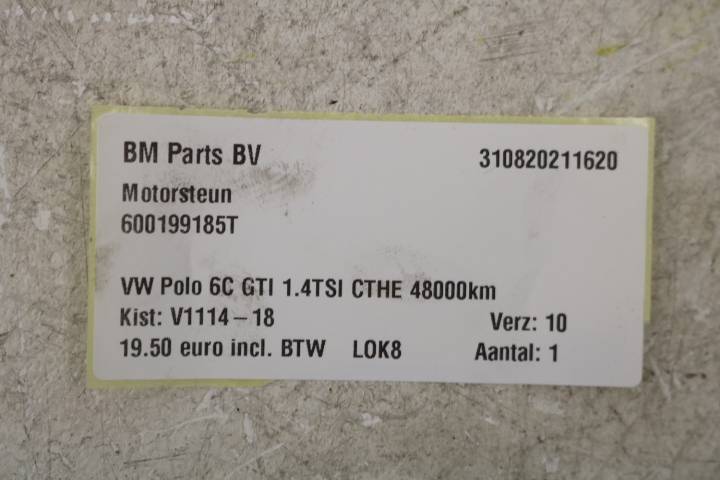 BM Parts BV 310820211620
Motorsteun
600199185T
VW Polo 6C GTI 1.4TSI CTHE 48000km
Kist: V1114-18 Verz: 10
19.50 euro incl. BTW LOK8 Aantal: 1